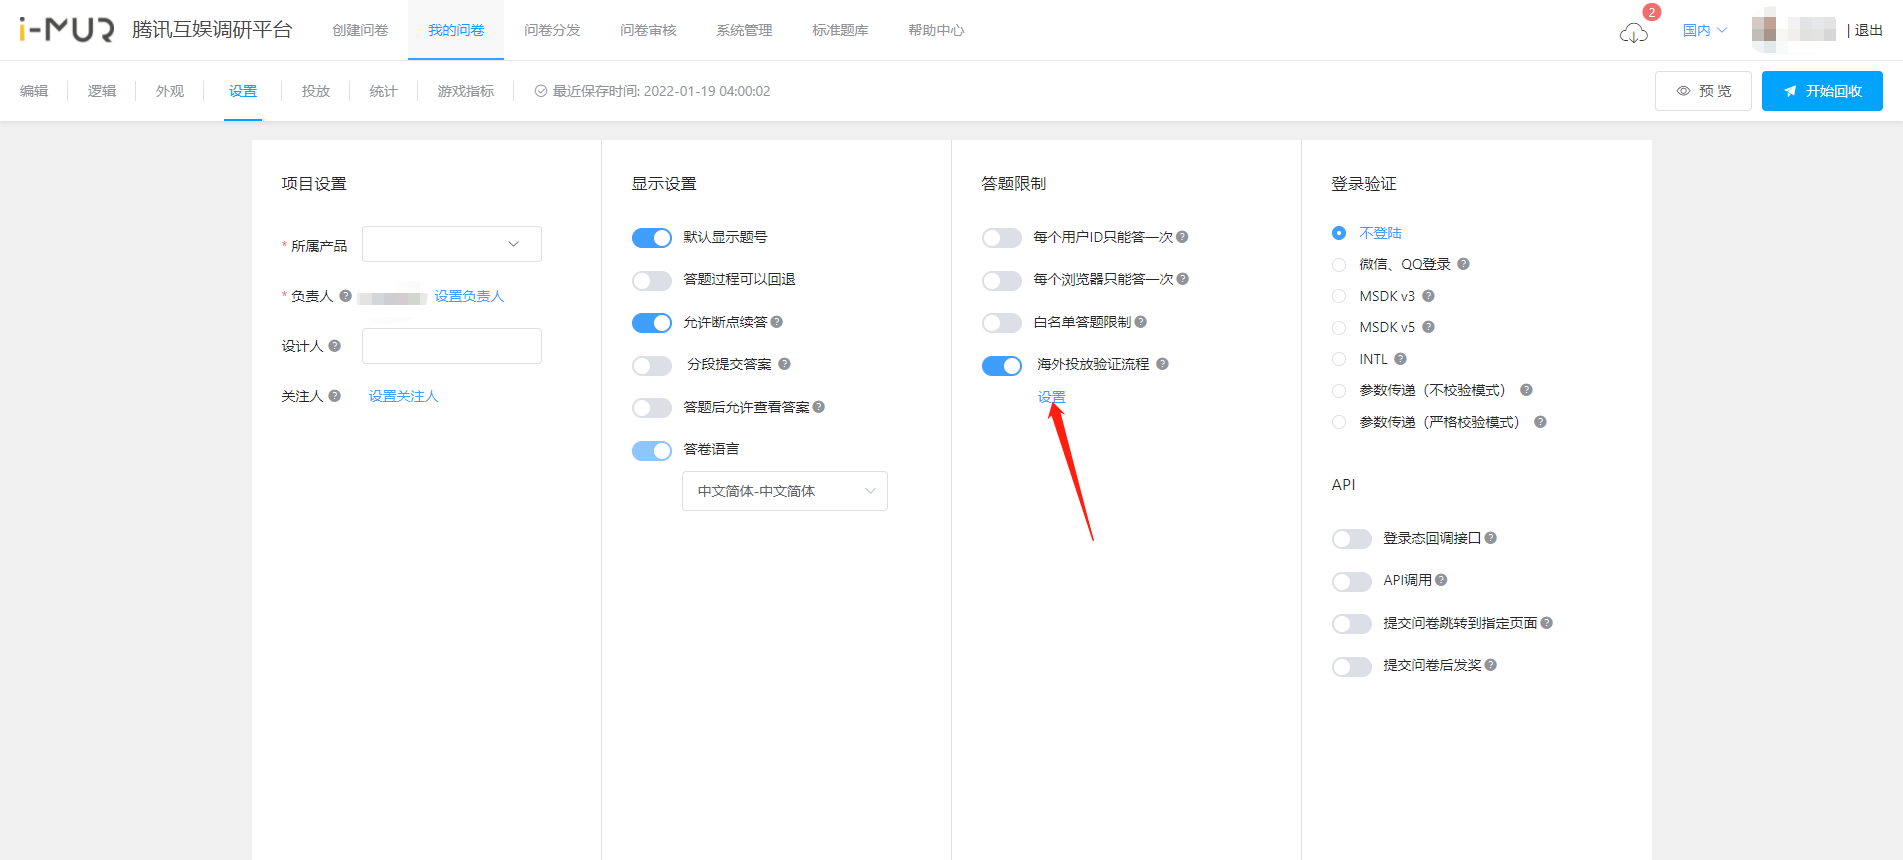 i-MUR 腾讯互娱调研平台 创建问卷 我的问卷 问卷分发 问卷审核 系统管理 标准题库 帮助中心 2 国内 | 退出
编辑 逻辑 外观 设置 投放 统计 游戏指标 最近保存时间: 2022-01-19 04:00:02 预 览 开始回收
项目设置
* 所属产品
* 负责人 ? 设置负责人
设计人 ?
关注人 ? 设置关注人
显示设置
默认显示题号
答题过程可以回退
允许断点续答 ?
分段提交答案 ?
答题后允许查看答案 ?
答卷语言
中文简体-中文简体
答题限制
每个用户ID只能答一次 ?
每个浏览器只能答一次 ?
白名单答题限制 ?
海外投放验证流程 ?
设置
登录验证
不登陆
微信、QQ登录 ?
MSDK v3 ?
MSDK v5 ?
INTL ?
参数传递（不校验模式） ?
参数传递（严格校验模式） ?
API
登录态回调接口 ?
API调用 ?
提交问卷跳转到指定页面 ?
提交问卷后发奖 ?